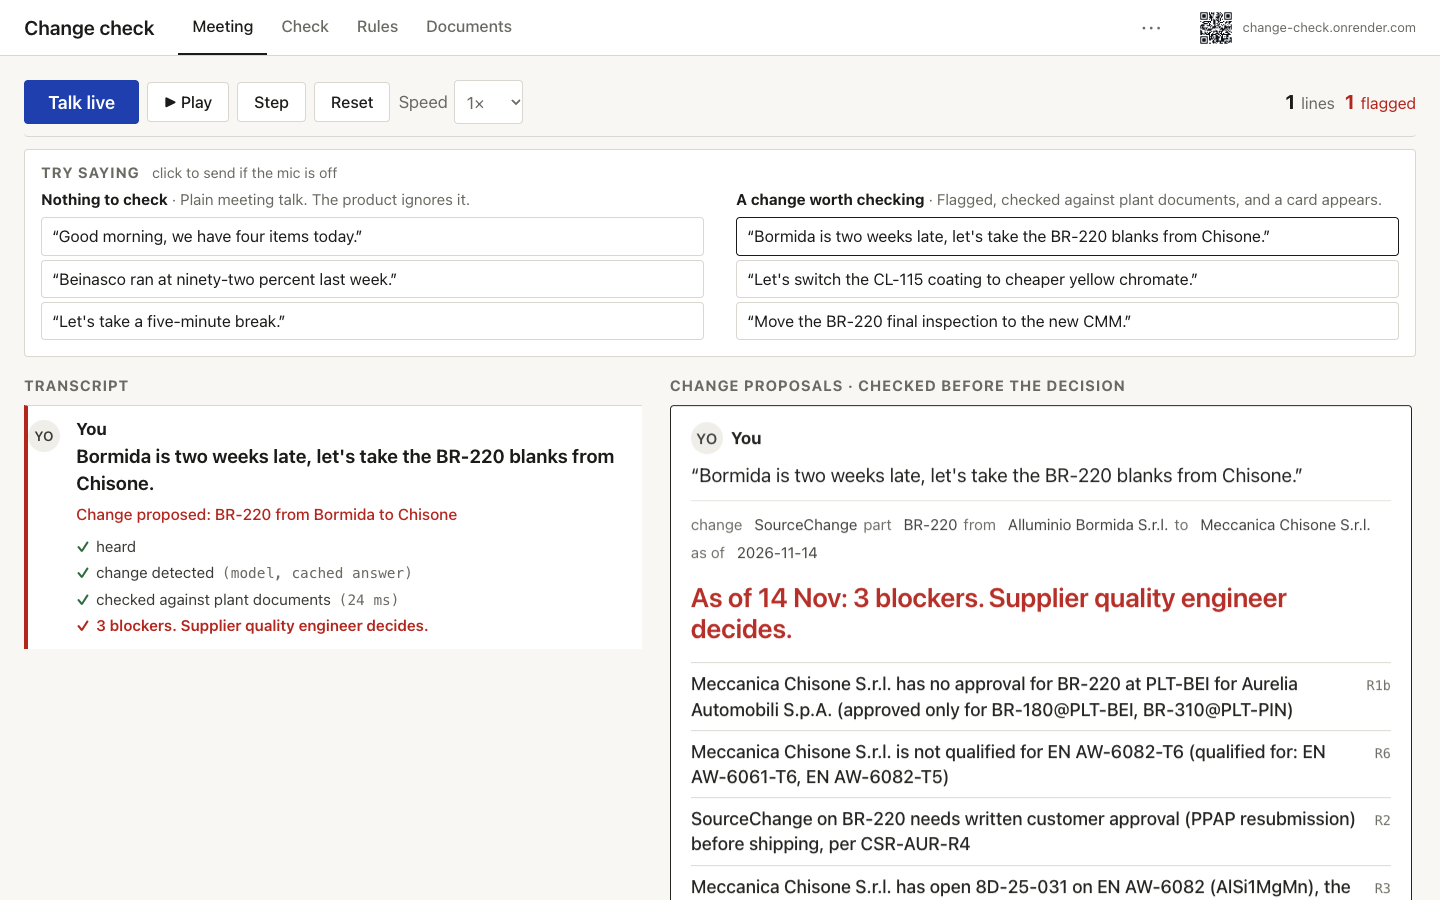 Change check
Meeting
Check
Rules
Documents
···
change-check.onrender.com
Talk live
▶ Play
Step
Reset
Speed
1×
1 lines 1 flagged
TRY SAYING click to send if the mic is off
Nothing to check · Plain meeting talk. The product ignores it.
“Good morning, we have four items today.”
“Beinasco ran at ninety-two percent last week.”
“Let's take a five-minute break.”
A change worth checking · Flagged, checked against plant documents, and a card appears.
“Bormida is two weeks late, let's take the BR-220 blanks from Chisone.”
“Let's switch the CL-115 coating to cheaper yellow chromate.”
“Move the BR-220 final inspection to the new CMM.”
TRANSCRIPT
YO
You
Bormida is two weeks late, let's take the BR-220 blanks from
Chisone.
Change proposed: BR-220 from Bormida to Chisone
✓ heard
✓ change detected (model, cached answer)
✓ checked against plant documents (24 ms)
✓ 3 blockers. Supplier quality engineer decides.
CHANGE PROPOSALS · CHECKED BEFORE THE DECISION
YO You
“Bormida is two weeks late, let's take the BR-220 blanks from Chisone.”
change SourceChange part BR-220 from Alluminio Bormida S.r.l. to Meccanica Chisone S.r.l.
as of 2026-11-14
As of 14 Nov: 3 blockers. Supplier quality engineer
decides.
Meccanica Chisone S.r.l. has no approval for BR-220 at PLT-BEI for Aurelia R1b
Automobili S.p.A. (approved only for BR-180@PLT-BEI, BR-310@PLT-PIN)
Meccanica Chisone S.r.l. is not qualified for EN AW-6082-T6 (qualified for: EN R6
AW-6061-T6, EN AW-6082-T5)
SourceChange on BR-220 needs written customer approval (PPAP resubmission) R2
before shipping, per CSR-AUR-R4
Meccanica Chisone S.r.l. has open 8D-25-031 on EN AW-6082 (AlSi1MgMn), the R3